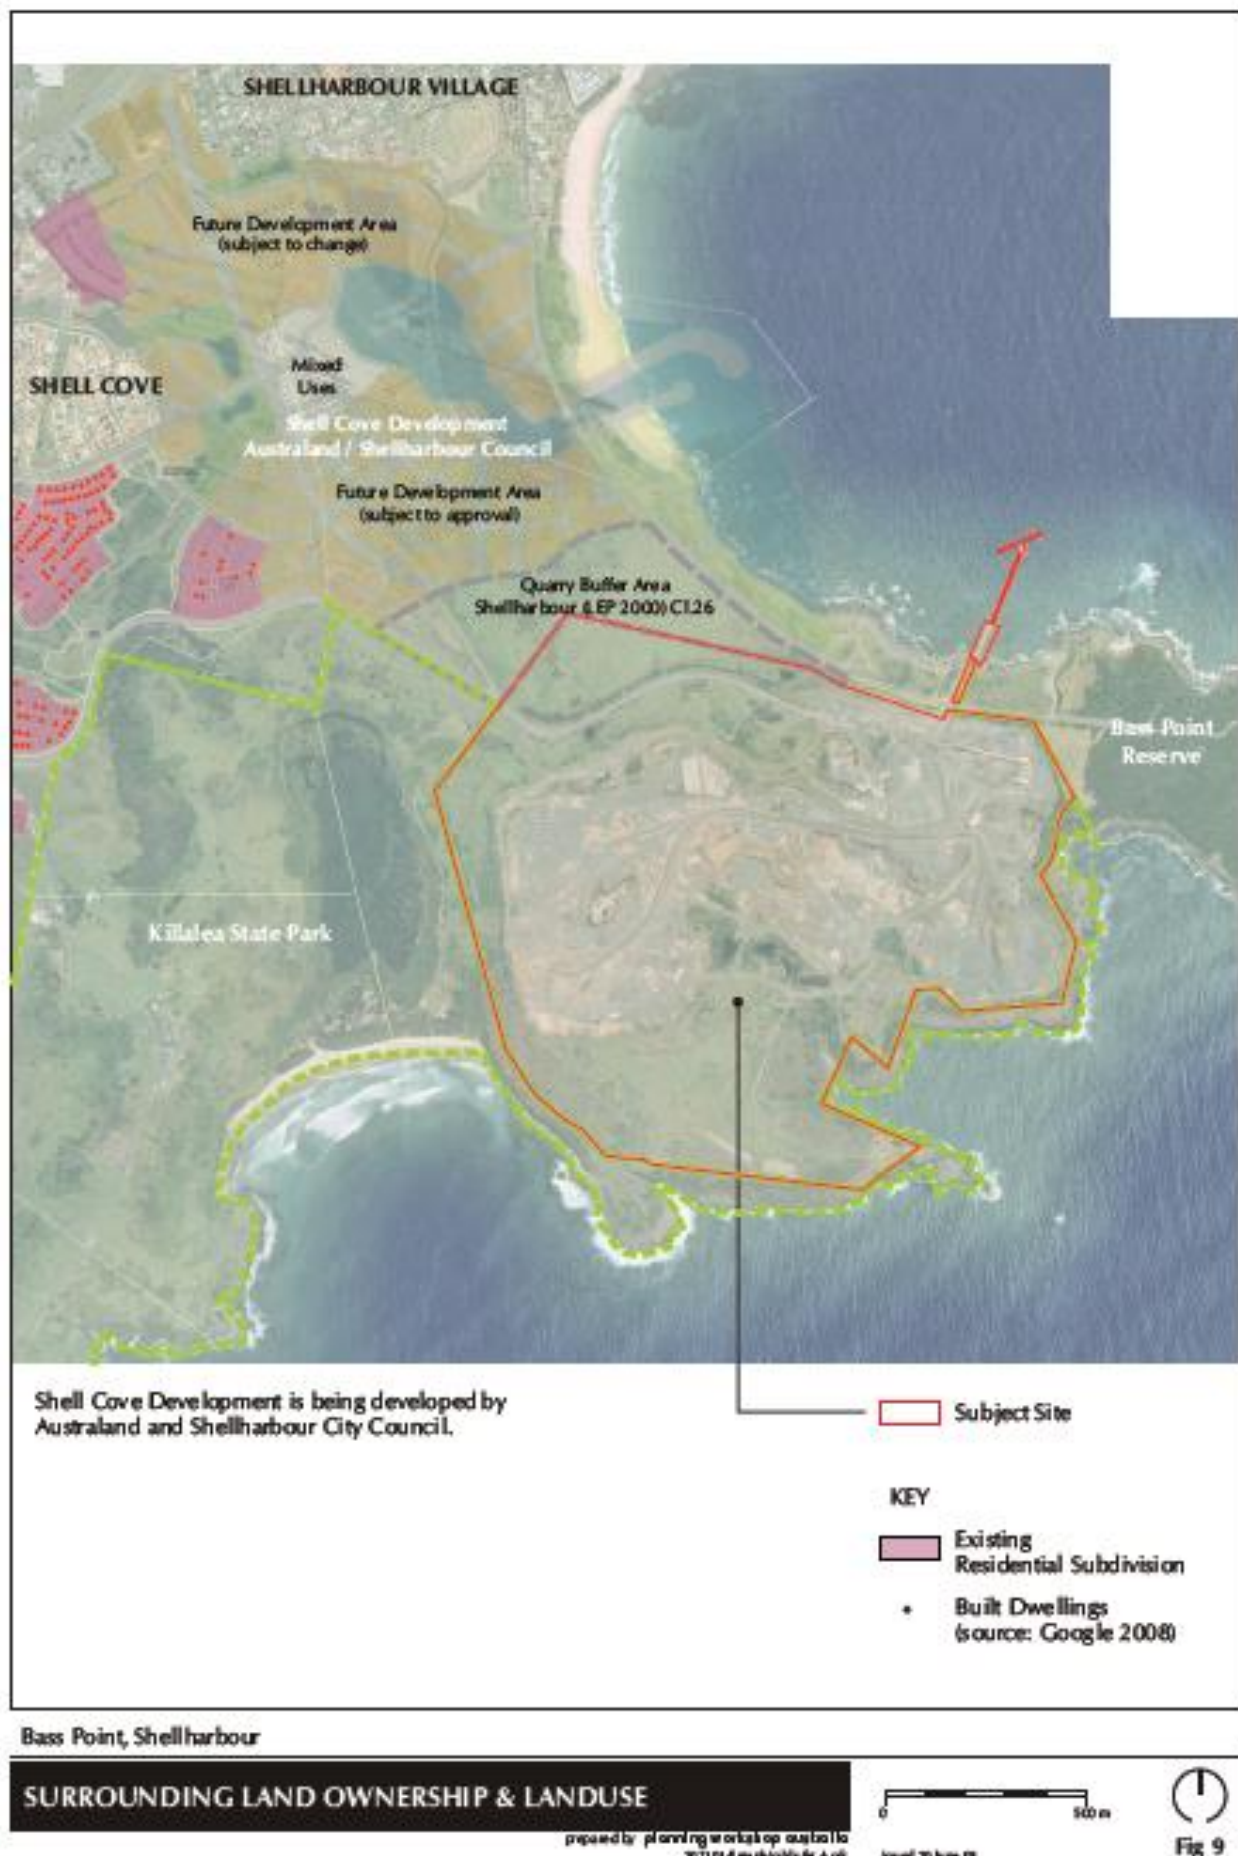 SHELLHARBOUR VILLAGE
Future Development Area
(subject to change)
Mixed
Uses
SHELL COVE
Shell Cove Development
Australand / Shellharbour Council
Future Development Area
(subject to approval)
Quarry Buffer Area
Shellharbour (LEP 2000) Cl.26
Bass Point
Reserve
Killalea State Park
Shell Cove Development is being developed by
Australand and Shellharbour City Council.
Subject Site
KEY
Existing
Residential Subdivision
Built Dwellings
(source: Google 2008)
Bass Point, Shellharbour
SURROUNDING LAND OWNERSHIP & LANDUSE
0 500 m
prepared by planning workshop australia
Fig 9